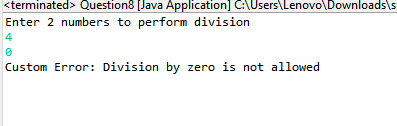 <terminated> Question8 [Java Application] C:\Users\Lenovo\Downloads\s
Enter 2 numbers to perform division
4
0
Custom Error: Division by zero is not allowed